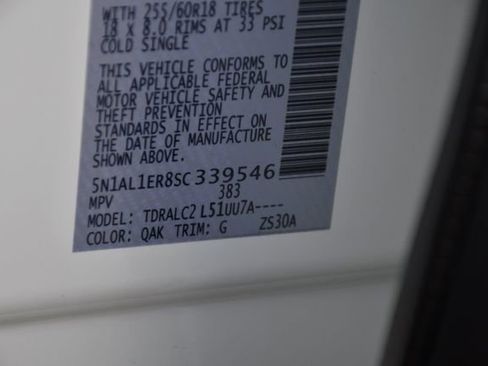 WITH 255/60R18 TIRES
18 X 8.0 RIMS AT 33 PSI
COLD SINGLE
THIS VEHICLE CONFORMS TO
ALL APPLICABLE FEDERAL
MOTOR VEHICLE SAFETY AND
THEFT PREVENTION
STANDARDS IN EFFECT ON
THE DATE OF MANUFACTURE
SHOWN ABOVE.
5N1AL1ER8SC339546
MPV 383
MODEL: TDRALC2 L51UU7A----
COLOR: QAK TRIM: G ZS30A